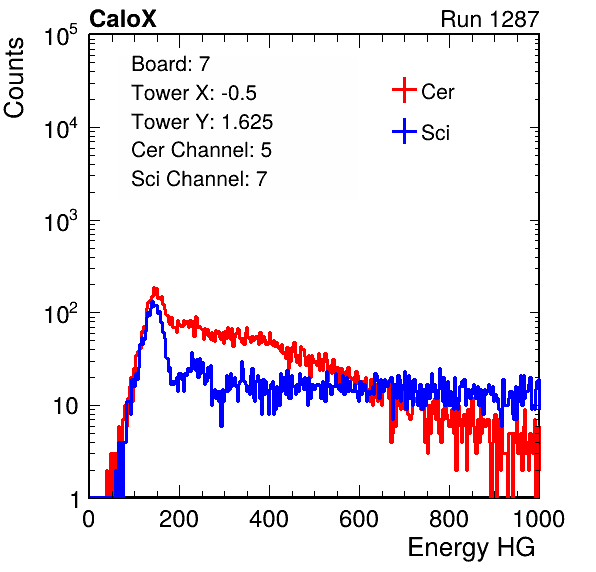 CaloX Run 1287
Counts
Board: 7
Tower X: -0.5
Tower Y: 1.625
Cer Channel: 5
Sci Channel: 7
Cer
Sci
10^5
10^4
10^3
10^2
10
1
0 200 400 600 800 1000
Energy HG